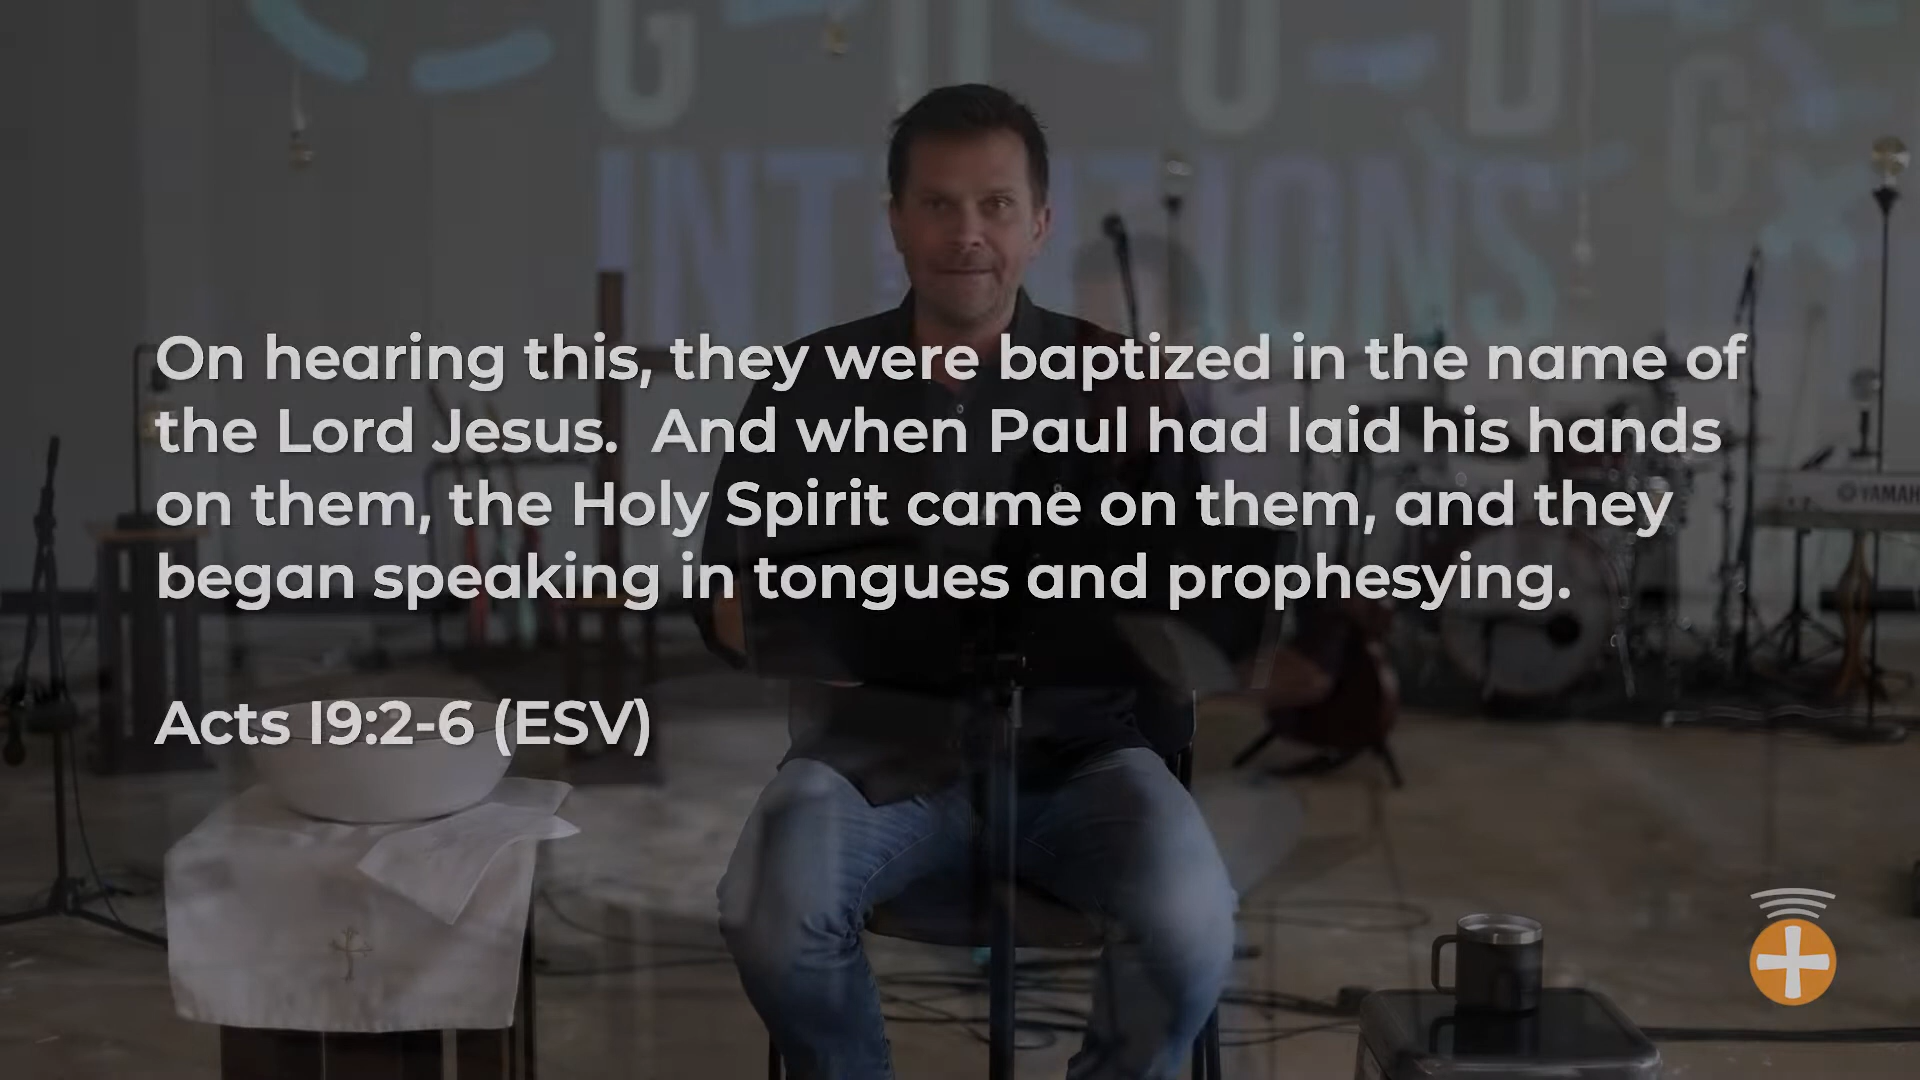 G
INTENTIONS
G
On hearing this, they were baptized in the name of
the Lord Jesus.  And when Paul had laid his hands
on them, the Holy Spirit came on them, and they
began speaking in tongues and prophesying.
YAMAH
Acts 19:2-6 (ESV)